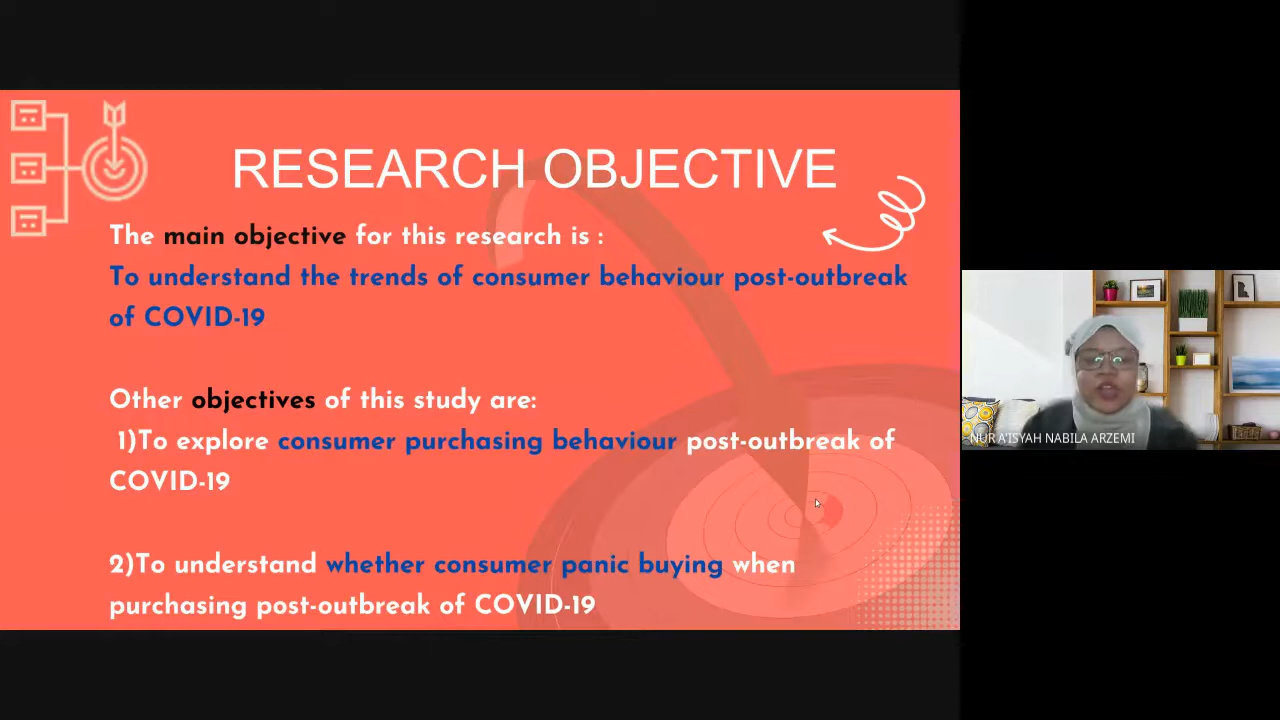 RESEARCH OBJECTIVE
The main objective for this research is :
To understand the trends of consumer behaviour post-outbreak
of COVID-19
Other objectives of this study are:
1)To explore consumer purchasing behaviour post-outbreak of
COVID-19
2)To understand whether consumer panic buying when
purchasing post-outbreak of COVID-19
NUR A'ISYAH NABILA ARZEMI